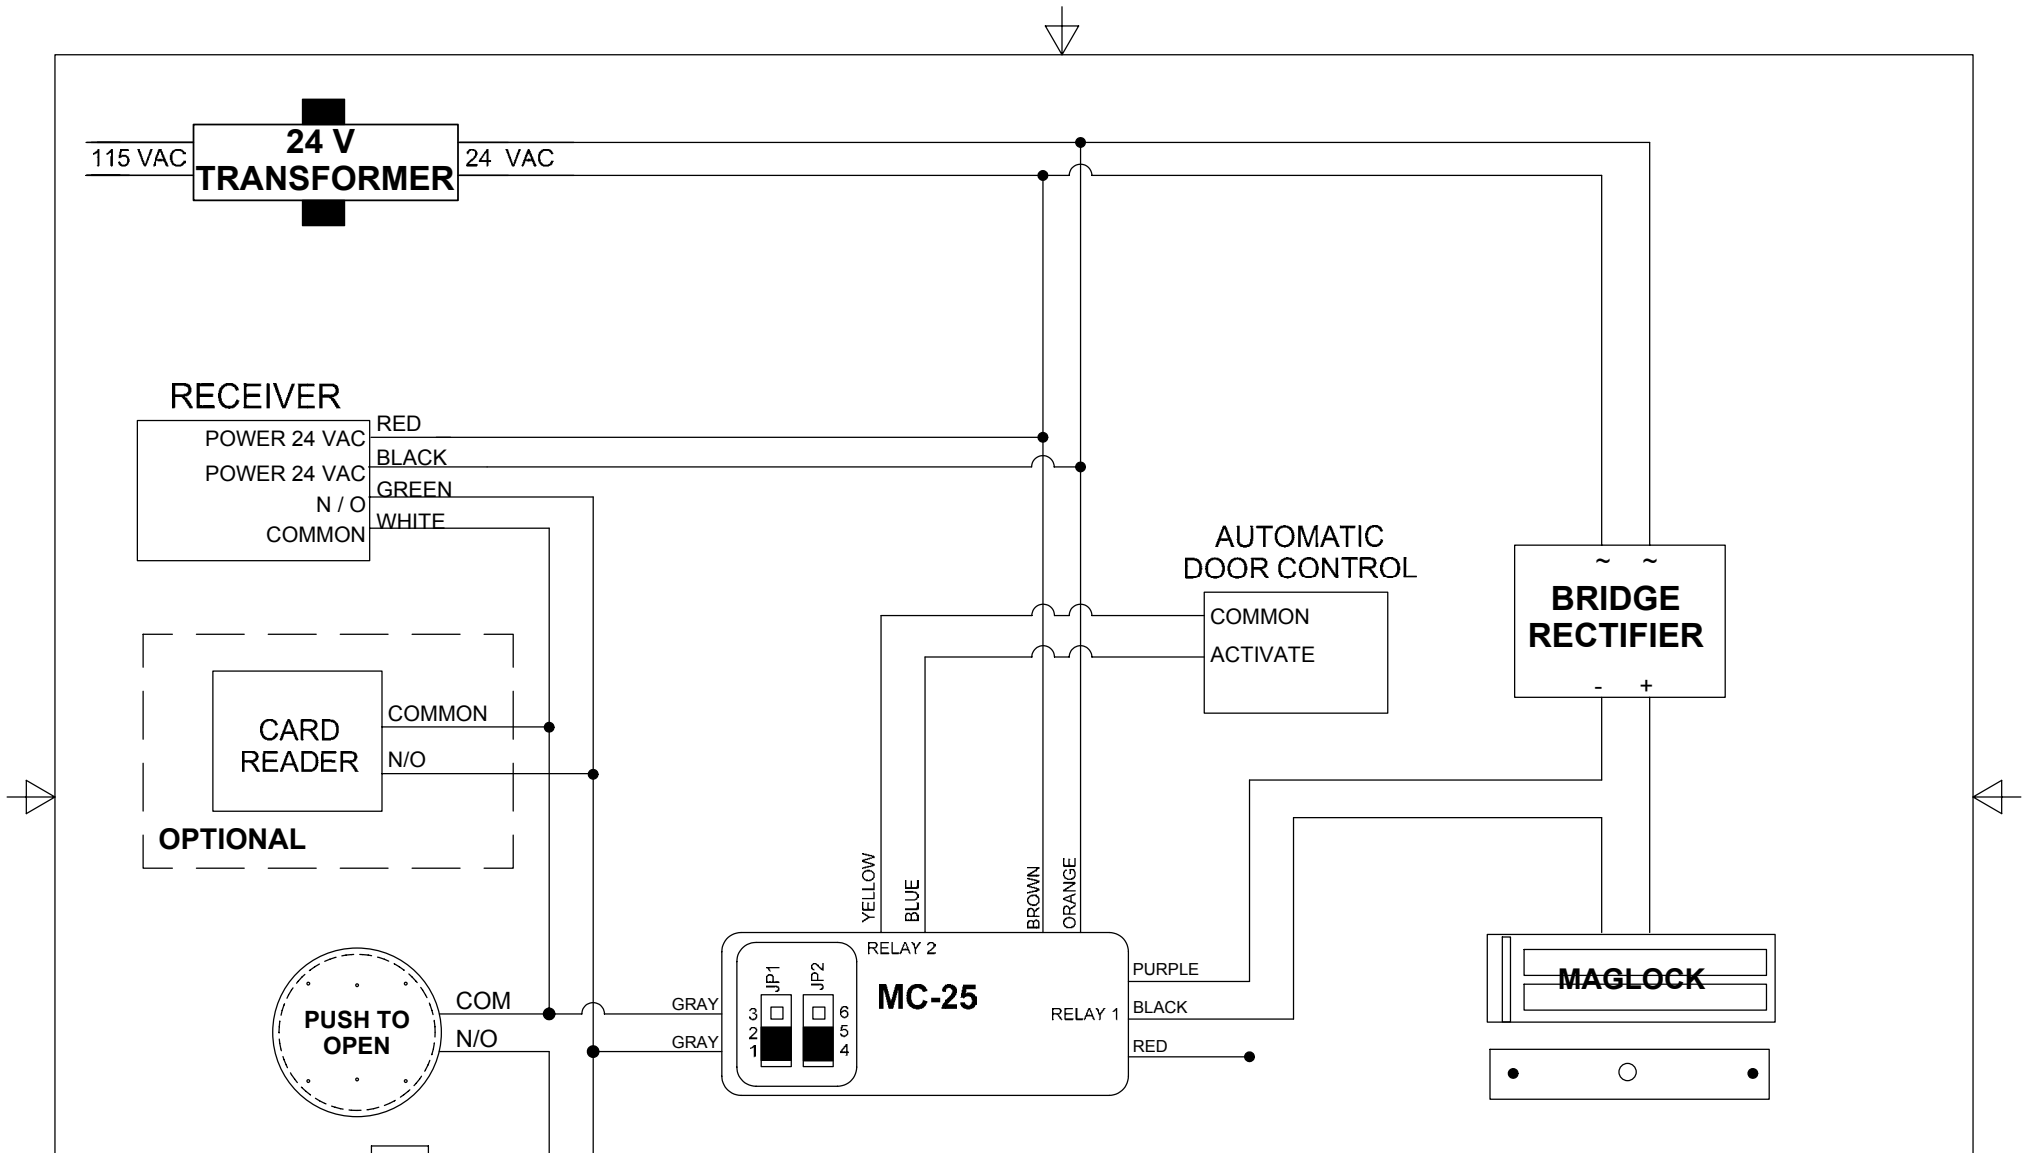 24 V
TRANSFORMER
115 VAC
24 VAC
RECEIVER
POWER 24 VAC
RED
POWER 24 VAC
BLACK
N / O
GREEN
COMMON
WHITE
AUTOMATIC
DOOR CONTROL
COMMON
ACTIVATE
~ ~
BRIDGE
RECTIFIER
- +
CARD
READER
COMMON
N/O
OPTIONAL
YELLOW
BLUE
BROWN
ORANGE
PUSH TO
OPEN
COM
N/O
GRAY
GRAY
JP1
JP2
3
2
1
6
5
4
RELAY 2
MC-25
RELAY 1
PURPLE
BLACK
RED
MAGLOCK